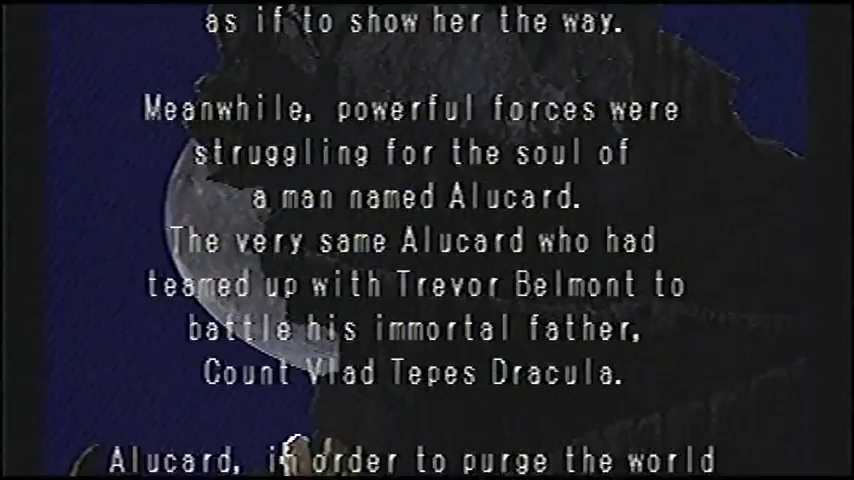 as if to show her the way.
Meanwhile, powerful forces were
struggling for the soul of
a man named Alucard.
The very same Alucard who had
teamed up with Trevor Belmont to
battle his immortal father,
Count Vlad Tepes Dracula.
Alucard, in order to purge the world